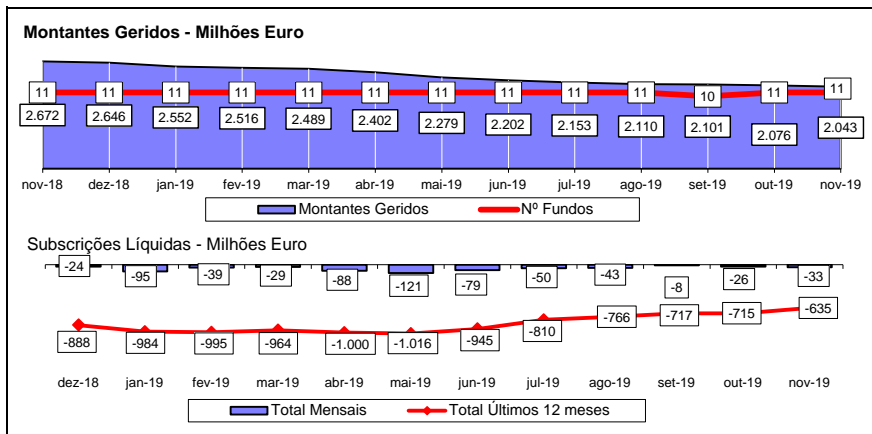 Montantes Geridos - Milhões Euro
11 11 11 11 11 11 11 11 11 11 10 11 11
2.672 2.646 2.552 2.516 2.489 2.402 2.279 2.202 2.153 2.110 2.101 2.076 2.043
nov-18 dez-18 jan-19 fev-19 mar-19 abr-19 mai-19 jun-19 jul-19 ago-19 set-19 out-19 nov-19
Montantes Geridos Nº Fundos
Subscrições Líquidas - Milhões Euro
-24 -95 -39 -29 -88 -121 -79 -50 -43 -8 -26 -33
-888 -984 -995 -964 -1.000 -1.016 -945 -810 -766 -717 -715 -635
dez-18 jan-19 fev-19 mar-19 abr-19 mai-19 jun-19 jul-19 ago-19 set-19 out-19 nov-19
Total Mensais Total Últimos 12 meses